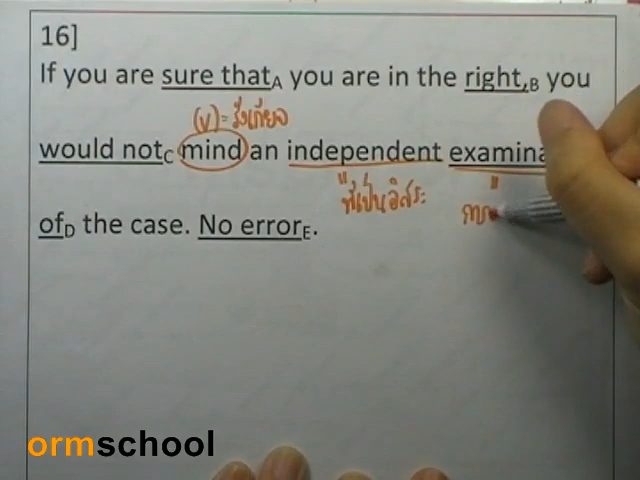 16]
If you are sure thatA you are in the right,B you
(v) = รังเกียจ
would notC mind an independent examina
ที่เป็นอิสระ
ofD the case. No errorE.
ormschool